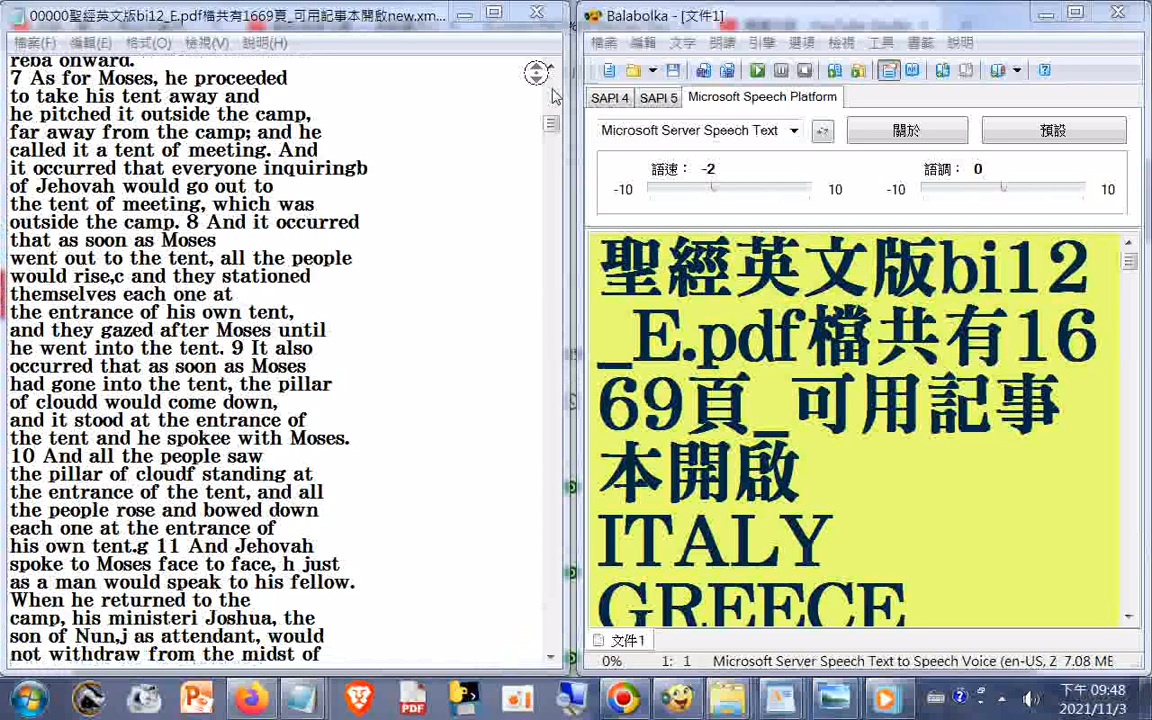 00000聖經英文版bi12_E.pdf檔共有1669頁_可用記事本開啟new.xm...
檔案(F) 編輯(E) 格式(O) 檢視(V) 說明(H)
reba onward.
7 As for Moses, he proceeded
to take his tent away and
he pitched it outside the camp,
far away from the camp; and he
called it a tent of meeting. And
it occurred that everyone inquiringb
of Jehovah would go out to
the tent of meeting, which was
outside the camp. 8 And it occurred
that as soon as Moses
went out to the tent, all the people
would rise,c and they stationed
themselves each one at
the entrance of his own tent,
and they gazed after Moses until
he went into the tent. 9 It also
occurred that as soon as Moses
had gone into the tent, the pillar
of cloudd would come down,
and it stood at the entrance of
the tent and he spokee with Moses.
10 And all the people saw
the pillar of cloudf standing at
the entrance of the tent, and all
the people rose and bowed down
each one at the entrance of
his own tent.g 11 And Jehovah
spoke to Moses face to face, h just
as a man would speak to his fellow.
When he returned to the
camp, his ministeri Joshua, the
son of Nun,j as attendant, would
not withdraw from the midst of
Balabolka - [文件1]
檔案 編輯 文字 朗讀 引擎 選項 檢視 工具 書籤 說明
SAPI 4 SAPI 5 Microsoft Speech Platform
Microsoft Server Speech Text 關於 預設
語速： -2 語調： 0
-10 10 -10 10
聖經英文版bi12
_E.pdf檔共有16
69頁_可用記事
本開啟
ITALY
GREECE
文件1
0% 1: 1 Microsoft Server Speech Text to Speech Voice (en-US, 2 7.08 ME
PDF
下午 09:48
2021/11/3